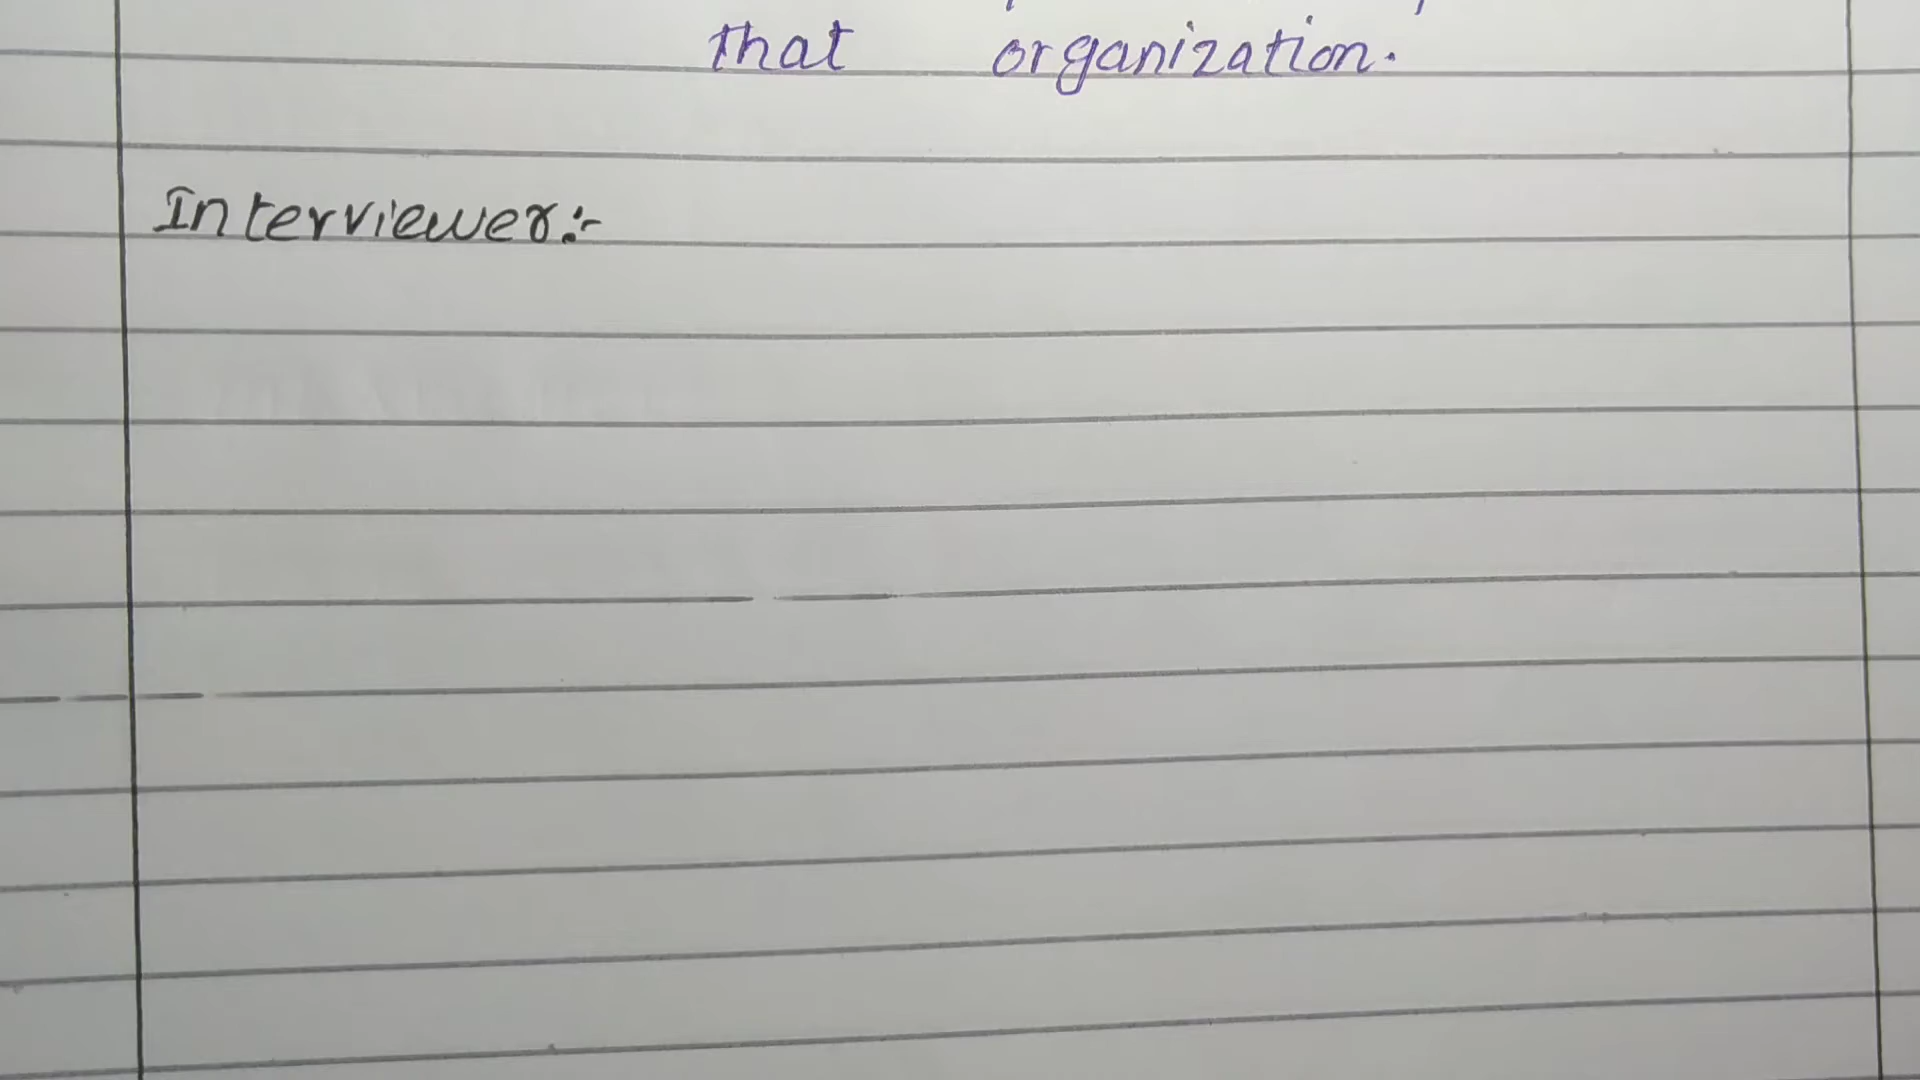 that organization.
Interviewer:-